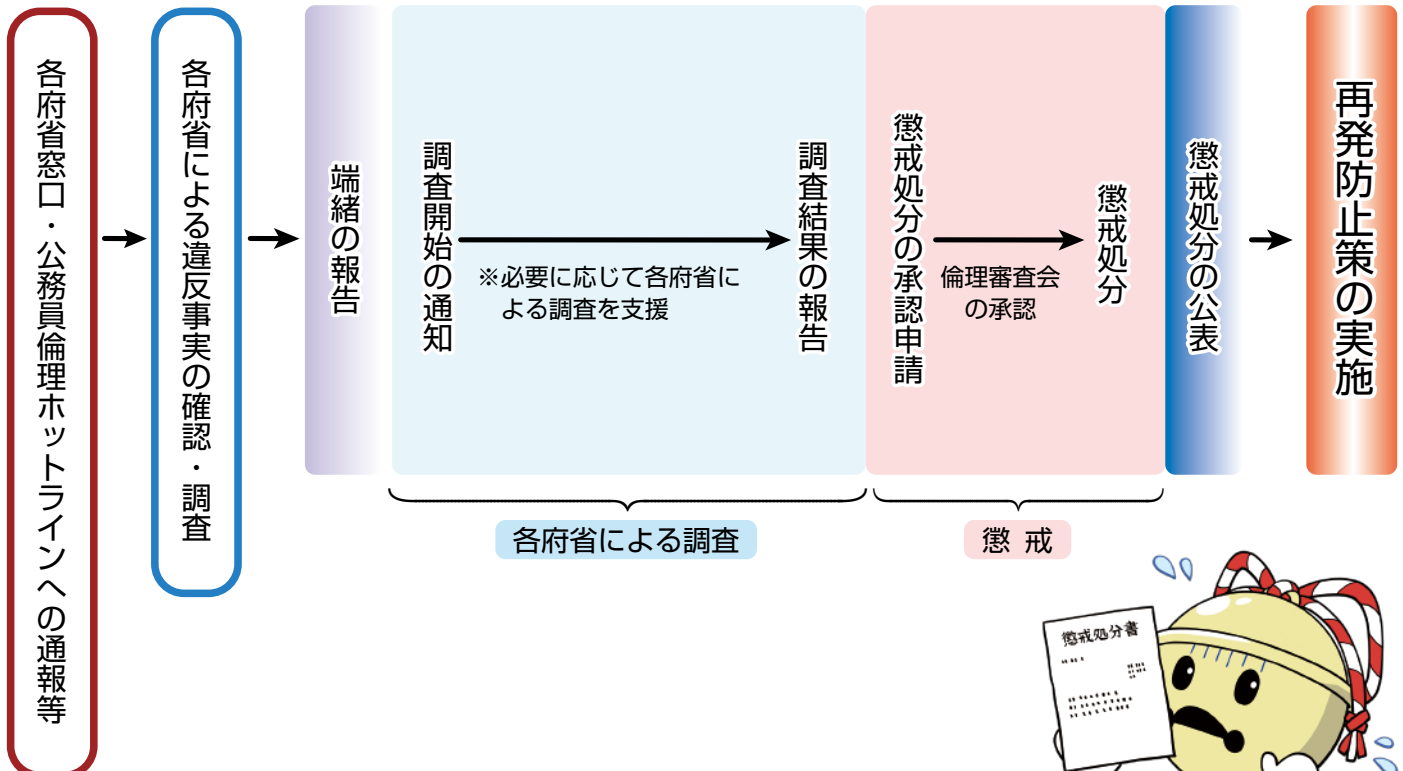 各府省窓口・公務員倫理ホットラインへの通報等
各府省による違反事実の確認・調査
端緒の報告
調査開始の通知
※必要に応じて各府省に
よる調査を支援
調査結果の報告
懲戒処分の承認申請
倫理審査会
の承認
懲戒処分
懲戒処分の公表
再発防止策の実施
各府省による調査
懲 戒
懲戒処分書